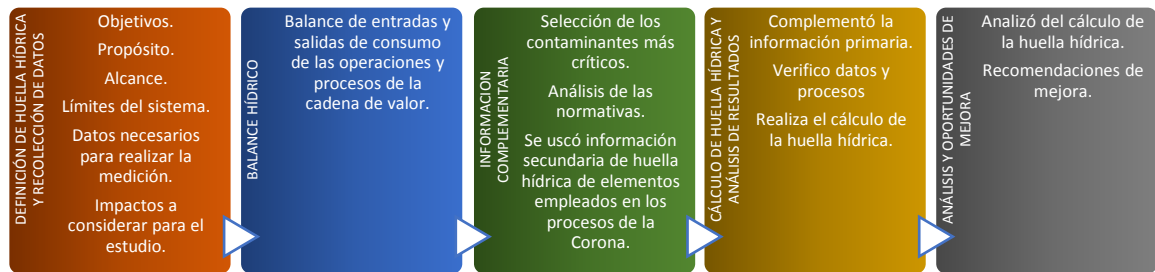 DEFINICIÓN DE HUELLA HÍDRICA
Y RECOLECCIÓN DE DATOS
Objetivos.
Propósito.
Alcance.
Límites del sistema.
Datos necesarios
para realizar la
medición.
Impactos a
considerar para el
estudio.
BALANCE HÍDRICO
Balance de entradas y
salidas de consumo
de las operaciones y
procesos de la
cadena de valor.
INFORMACION
COMPLEMENTARIA
Selección de los
contaminantes más
críticos.
Análisis de las
normativas.
Se uscó información
secundaria de huella
hídrica de elementos
empleados en los
procesos de la
Corona.
CÁLCULO DE HUELLA HÍDRICA Y
ANÁLISIS DE RESULTADOS
Complementó la
información primaria.
Verifico datos y
procesos
Realiza el cálculo de
la huella hídrica.
ANÁLISIS Y OPORTUNIDADES DE
MEJORA
Analizó del cálculo de
la huella hídrica.
Recomendaciones de
mejora.